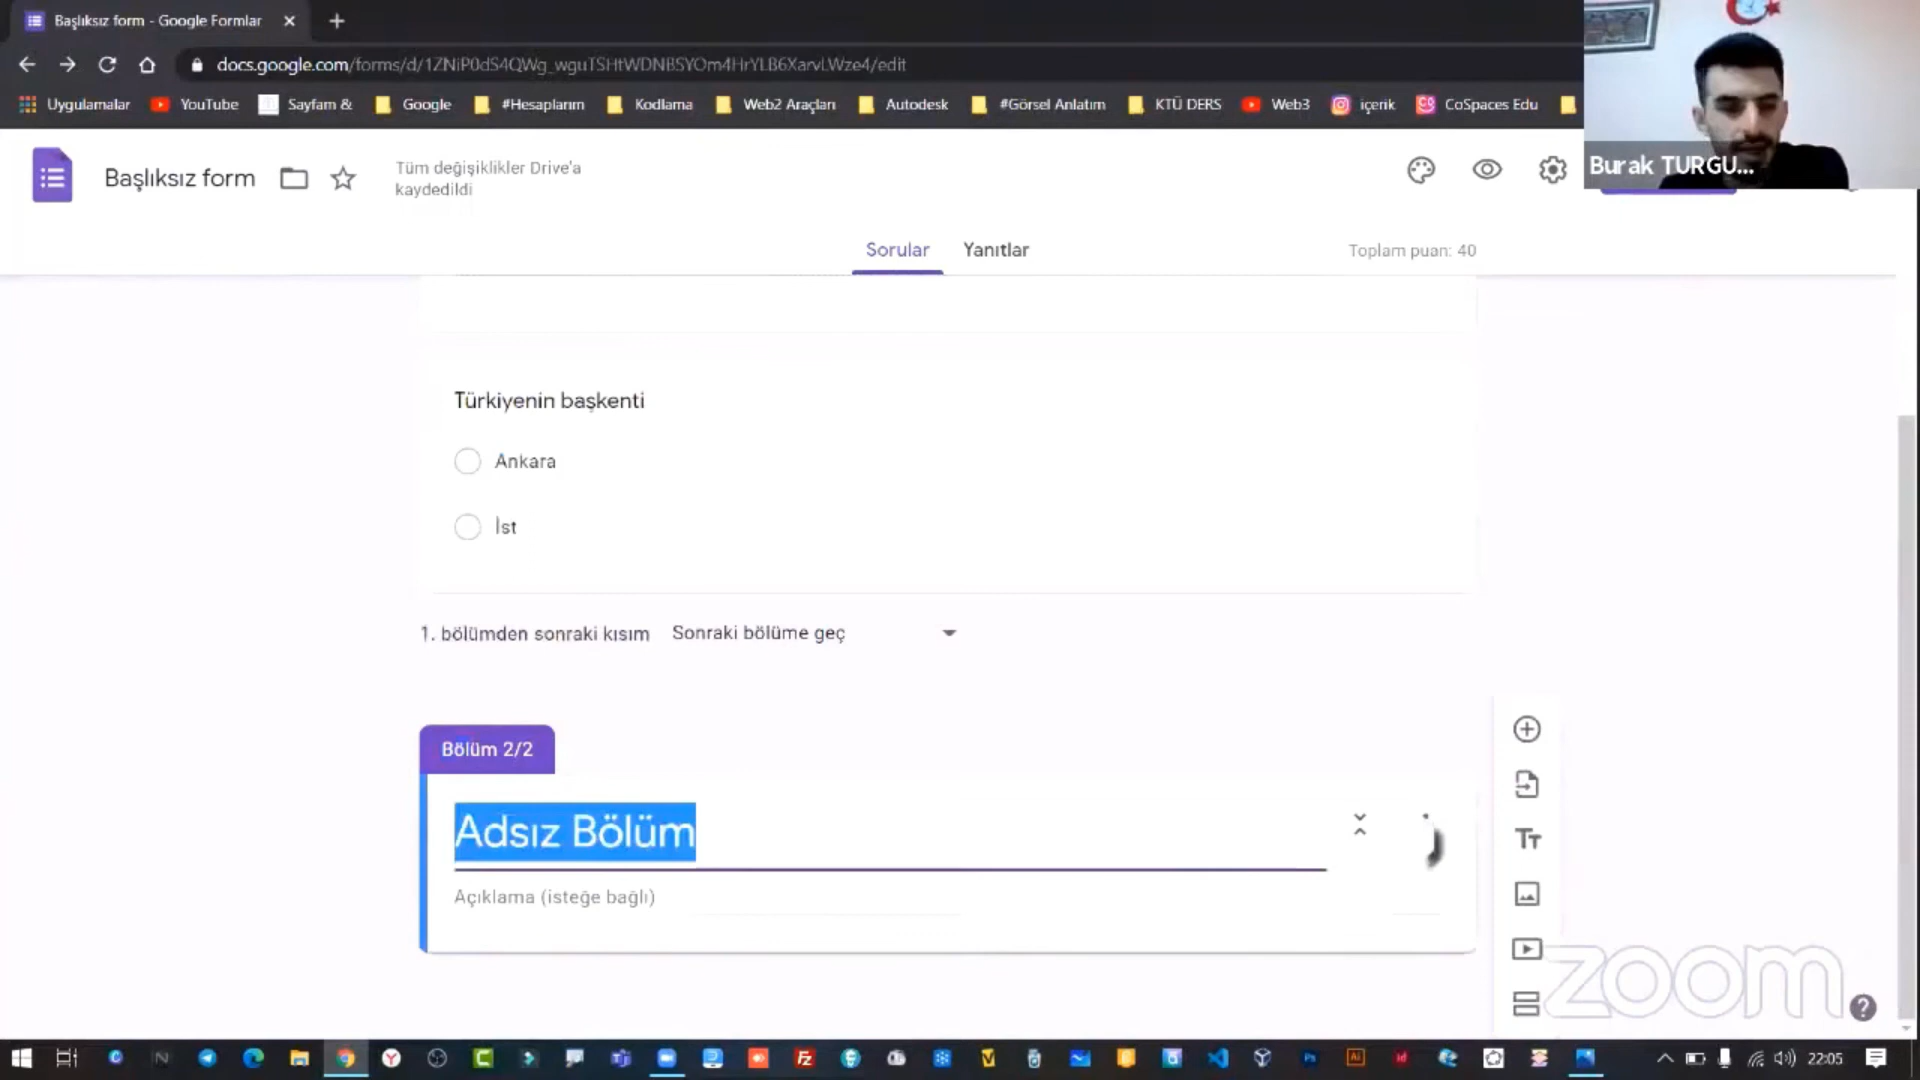 Başlıksız form - Google Formlar
docs.google.com/forms/d/1ZNiP0dS4QWg_wguTSHtWDNBSYOm4HrYLB6XarvLWze4/edit
Uygulamalar YouTube Sayfam & Google #Hesaplarım Kodlama Web2 Araçları Autodesk #Görsel Anlatım KTÜ DERS Web3 içerik CoSpaces Edu
Burak TURGU...
Başlıksız form
Tüm değişiklikler Drive'a
kaydedildi
Sorular Yanıtlar Toplam puan: 40
Türkiyenin başkenti
Ankara
İst
1. bölümden sonraki kısım Sonraki bölüme geç
Bölüm 2/2
Adsız Bölüm
Açıklama (isteğe bağlı)
zoom
22:05